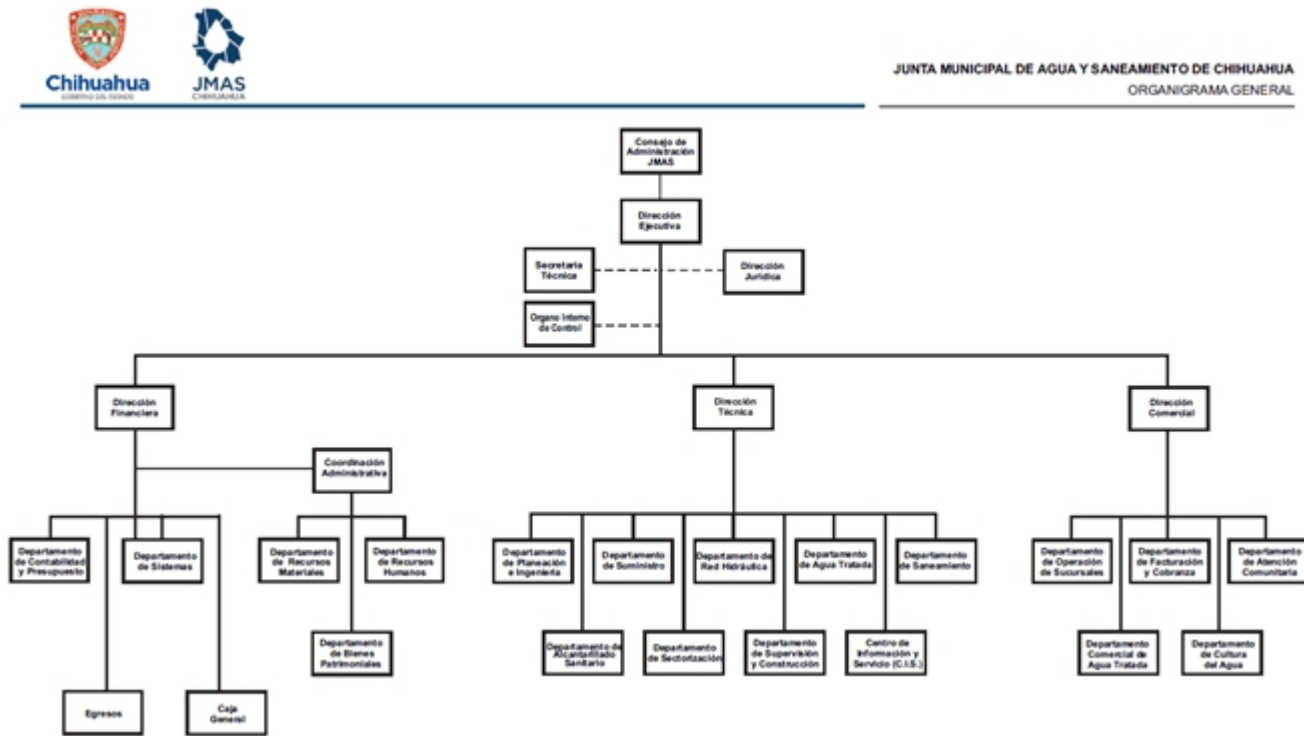 Chihuahua
GOBIERNO DEL ESTADO
JMAS
CHIHUAHUA
JUNTA MUNICIPAL DE AGUA Y SANEAMIENTO DE CHIHUAHUA
ORGANIGRAMA GENERAL
Consejo de
Administración
JMAS
Dirección
Ejecutiva
Secretaría
Técnica
Dirección
Jurídica
Organo Interno
de Control
Dirección
Financiera
Dirección
Técnica
Dirección
Comercial
Coordinación
Administrativa
Departamento
de Contabilidad
y Presupuesto
Departamento
de Sistemas
Departamento
de Recursos
Materiales
Departamento
de Recursos
Humanos
Departamento
de Planeación
e Ingeniería
Departamento
de Suministro
Departamento de
Red Hidráulica
Departamento
de Agua Tratada
Departamento
de Saneamiento
Departamento
de Operación
de Sucursales
Departamento
de Facturación
y Cobranza
Departamento
de Atención
Comunitaria
Departamento
de Bienes
Patrimoniales
Departamento de
Alcantarillado
Sanitario
Departamento
de Sectorización
Departamento
de Supervisión
y Construcción
Centro de
Información y
Servicio (C.I.S.)
Departamento
Comercial de
Agua Tratada
Departamento
de Cultura
del Agua
Egresos
Caja
General